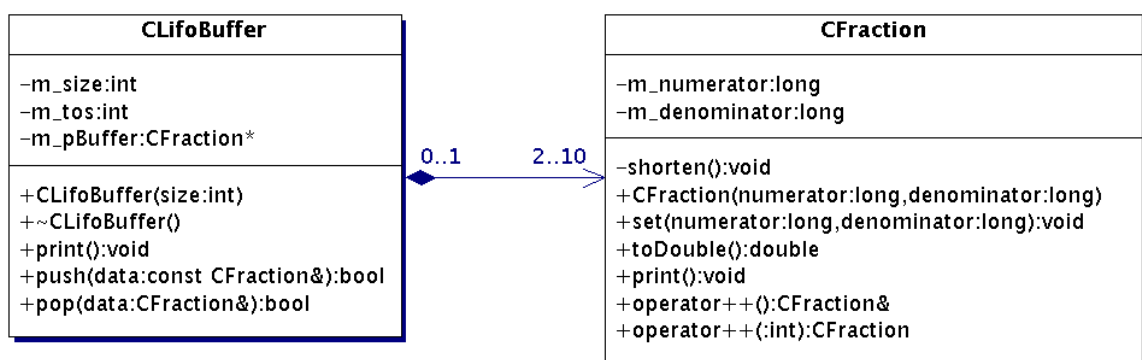 CLifoBuffer
-m_size:int
-m_tos:int
-m_pBuffer:CFraction*
+CLifoBuffer(size:int)
+~CLifoBuffer()
+print():void
+push(data:const CFraction&):bool
+pop(data:CFraction&):bool
0..1
2..10
CFraction
-m_numerator:long
-m_denominator:long
-shorten():void
+CFraction(numerator:long,denominator:long)
+set(numerator:long,denominator:long):void
+toDouble():double
+print():void
+operator++():CFraction&
+operator++(:int):CFraction